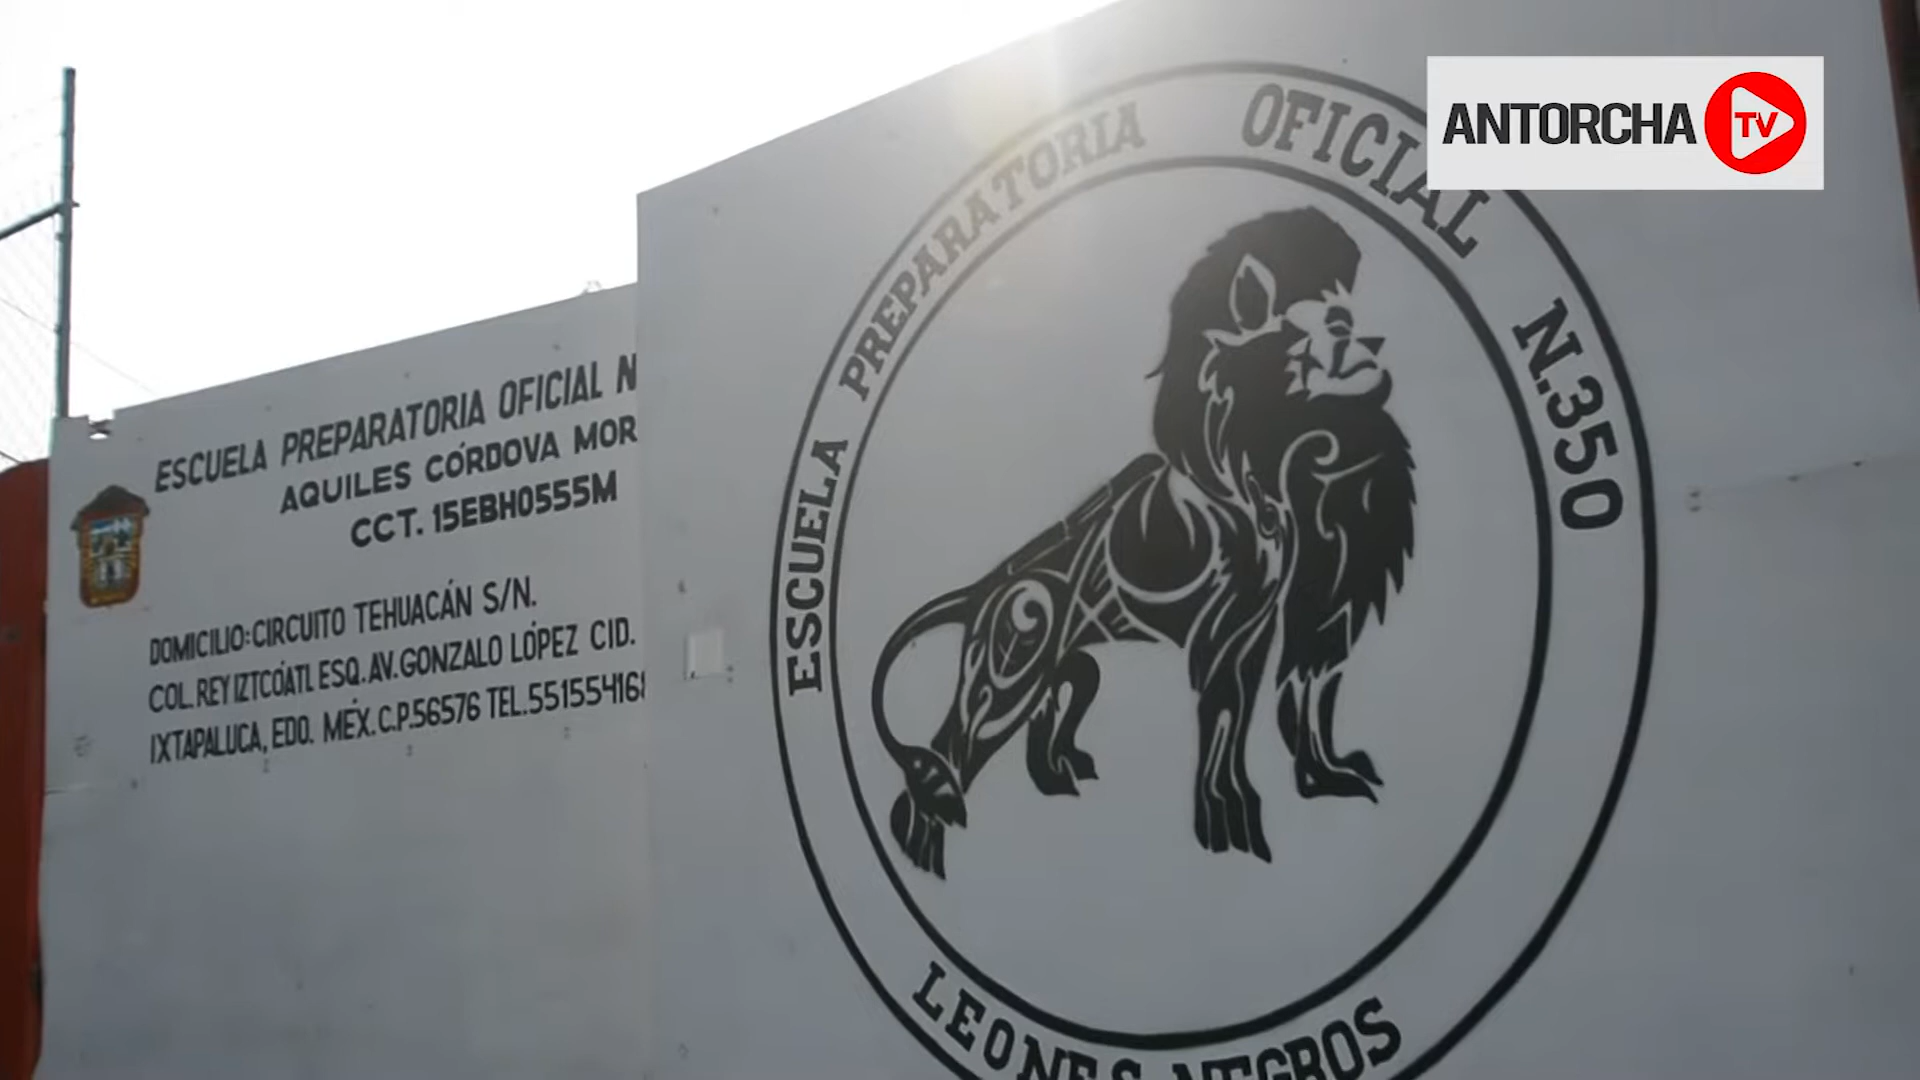 ESCUELA PREPARATORIA OFICIAL N
AQUILES CÓRDOVA MOR
CCT. 15EBH0555M
DOMICILIO:CIRCUITO TEHUACÁN S/N.
COL.REY IZTCÓATL ESQ.AV.GONZALO LÓPEZ CID.
IXTAPALUCA, EDO. MÉX.C.P.56576 TEL.55155416
ESCUELA PREPARATORIA OFICIAL N.350
LEONES NEGROS
ANTORCHA TV